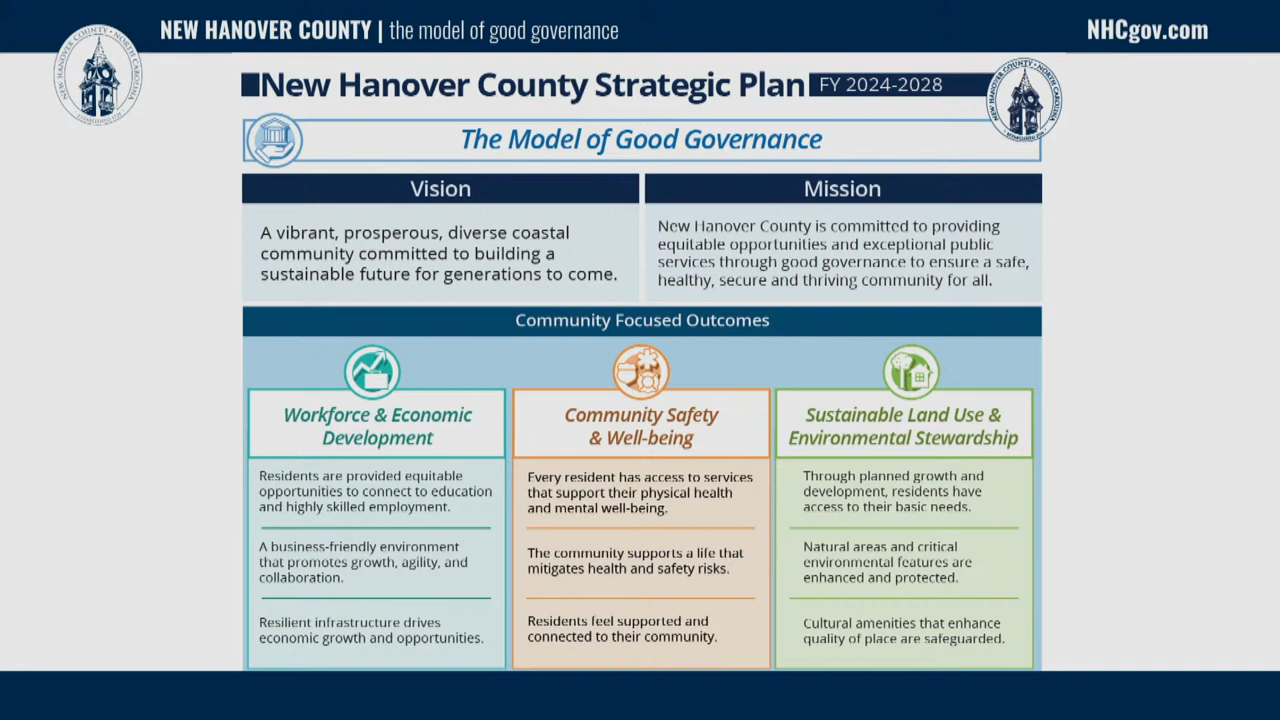 NEW HANOVER COUNTY | the model of good governance
NHCgov.com
New Hanover County Strategic Plan FY 2024-2028
The Model of Good Governance
Vision
A vibrant, prosperous, diverse coastal
community committed to building a
sustainable future for generations to come.
Mission
New Hanover County is committed to providing
equitable opportunities and exceptional public
services through good governance to ensure a safe,
healthy, secure and thriving community for all.
Community Focused Outcomes
Workforce & Economic
Development
Residents are provided equitable
opportunities to connect to education
and highly skilled employment.
A business-friendly environment
that promotes growth, agility, and
collaboration.
Resilient infrastructure drives
economic growth and opportunities.
Community Safety
& Well-being
Every resident has access to services
that support their physical health
and mental well-being.
The community supports a life that
mitigates health and safety risks.
Residents feel supported and
connected to their community.
Sustainable Land Use &
Environmental Stewardship
Through planned growth and
development, residents have
access to their basic needs.
Natural areas and critical
environmental features are
enhanced and protected.
Cultural amenities that enhance
quality of place are safeguarded.